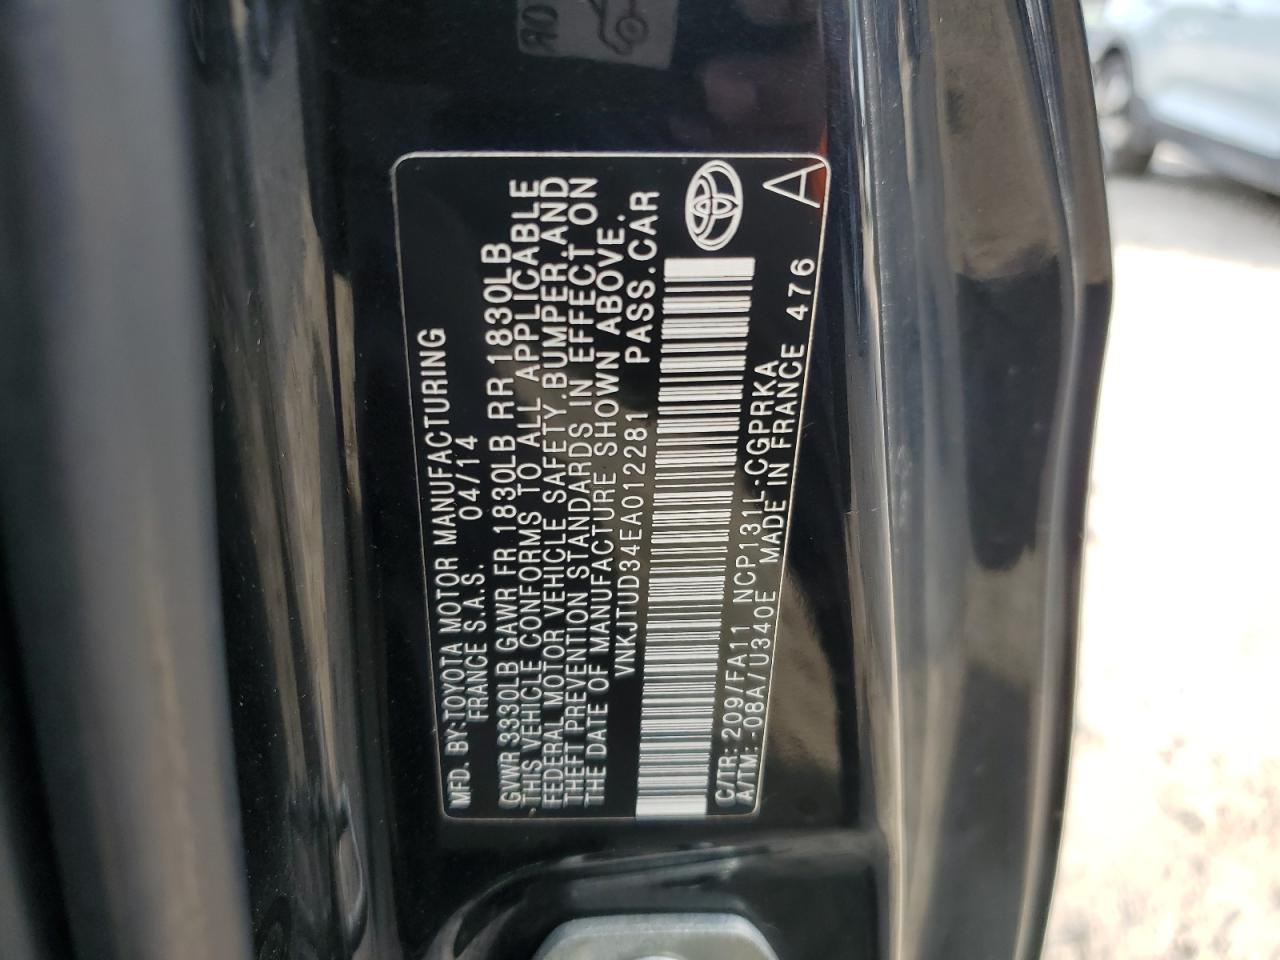 MFD. BY:TOYOTA MOTOR MANUFACTURING
FRANCE S.A.S. 04/14
GVWR 3330LB GAWR FR 1830LB RR 1830LB
THIS VEHICLE CONFORMS TO ALL APPLICABLE
FEDERAL MOTOR VEHICLE SAFETY,BUMPER,AND
THEFT PREVENTION STANDARDS IN EFFECT ON
THE DATE OF MANUFACTURE SHOWN ABOVE.
VNKJTUD34EA012281 PASS.CAR
C/TR:209/FA11 NCP131L-CGPRKA
A/TM:-08A/U340E MADE IN FRANCE 476
A